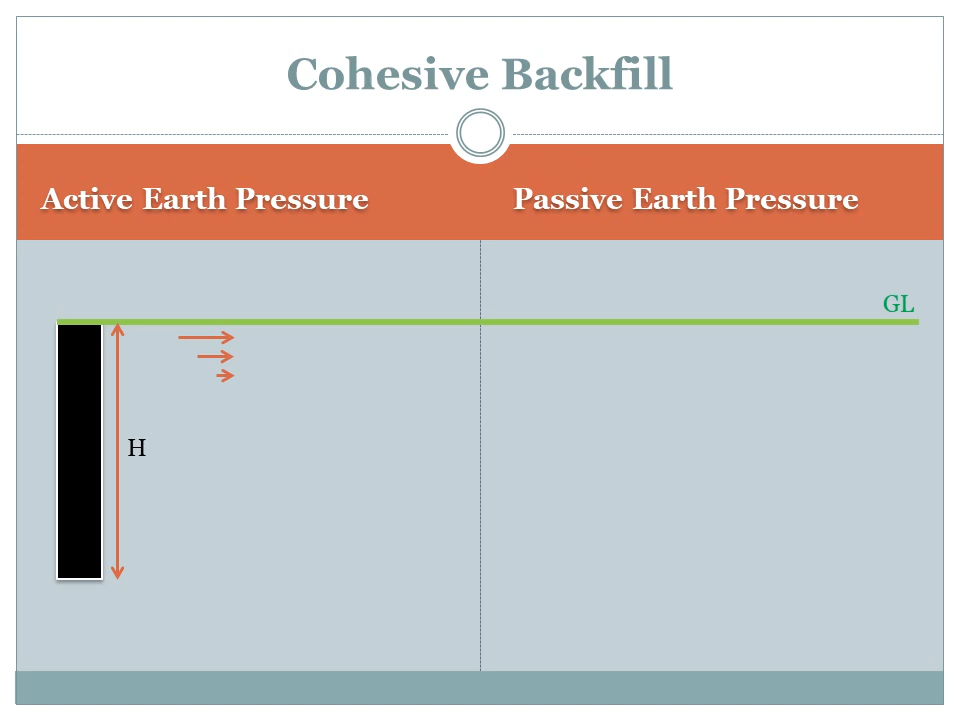 Cohesive Backfill
Active Earth Pressure
Passive Earth Pressure
GL
H